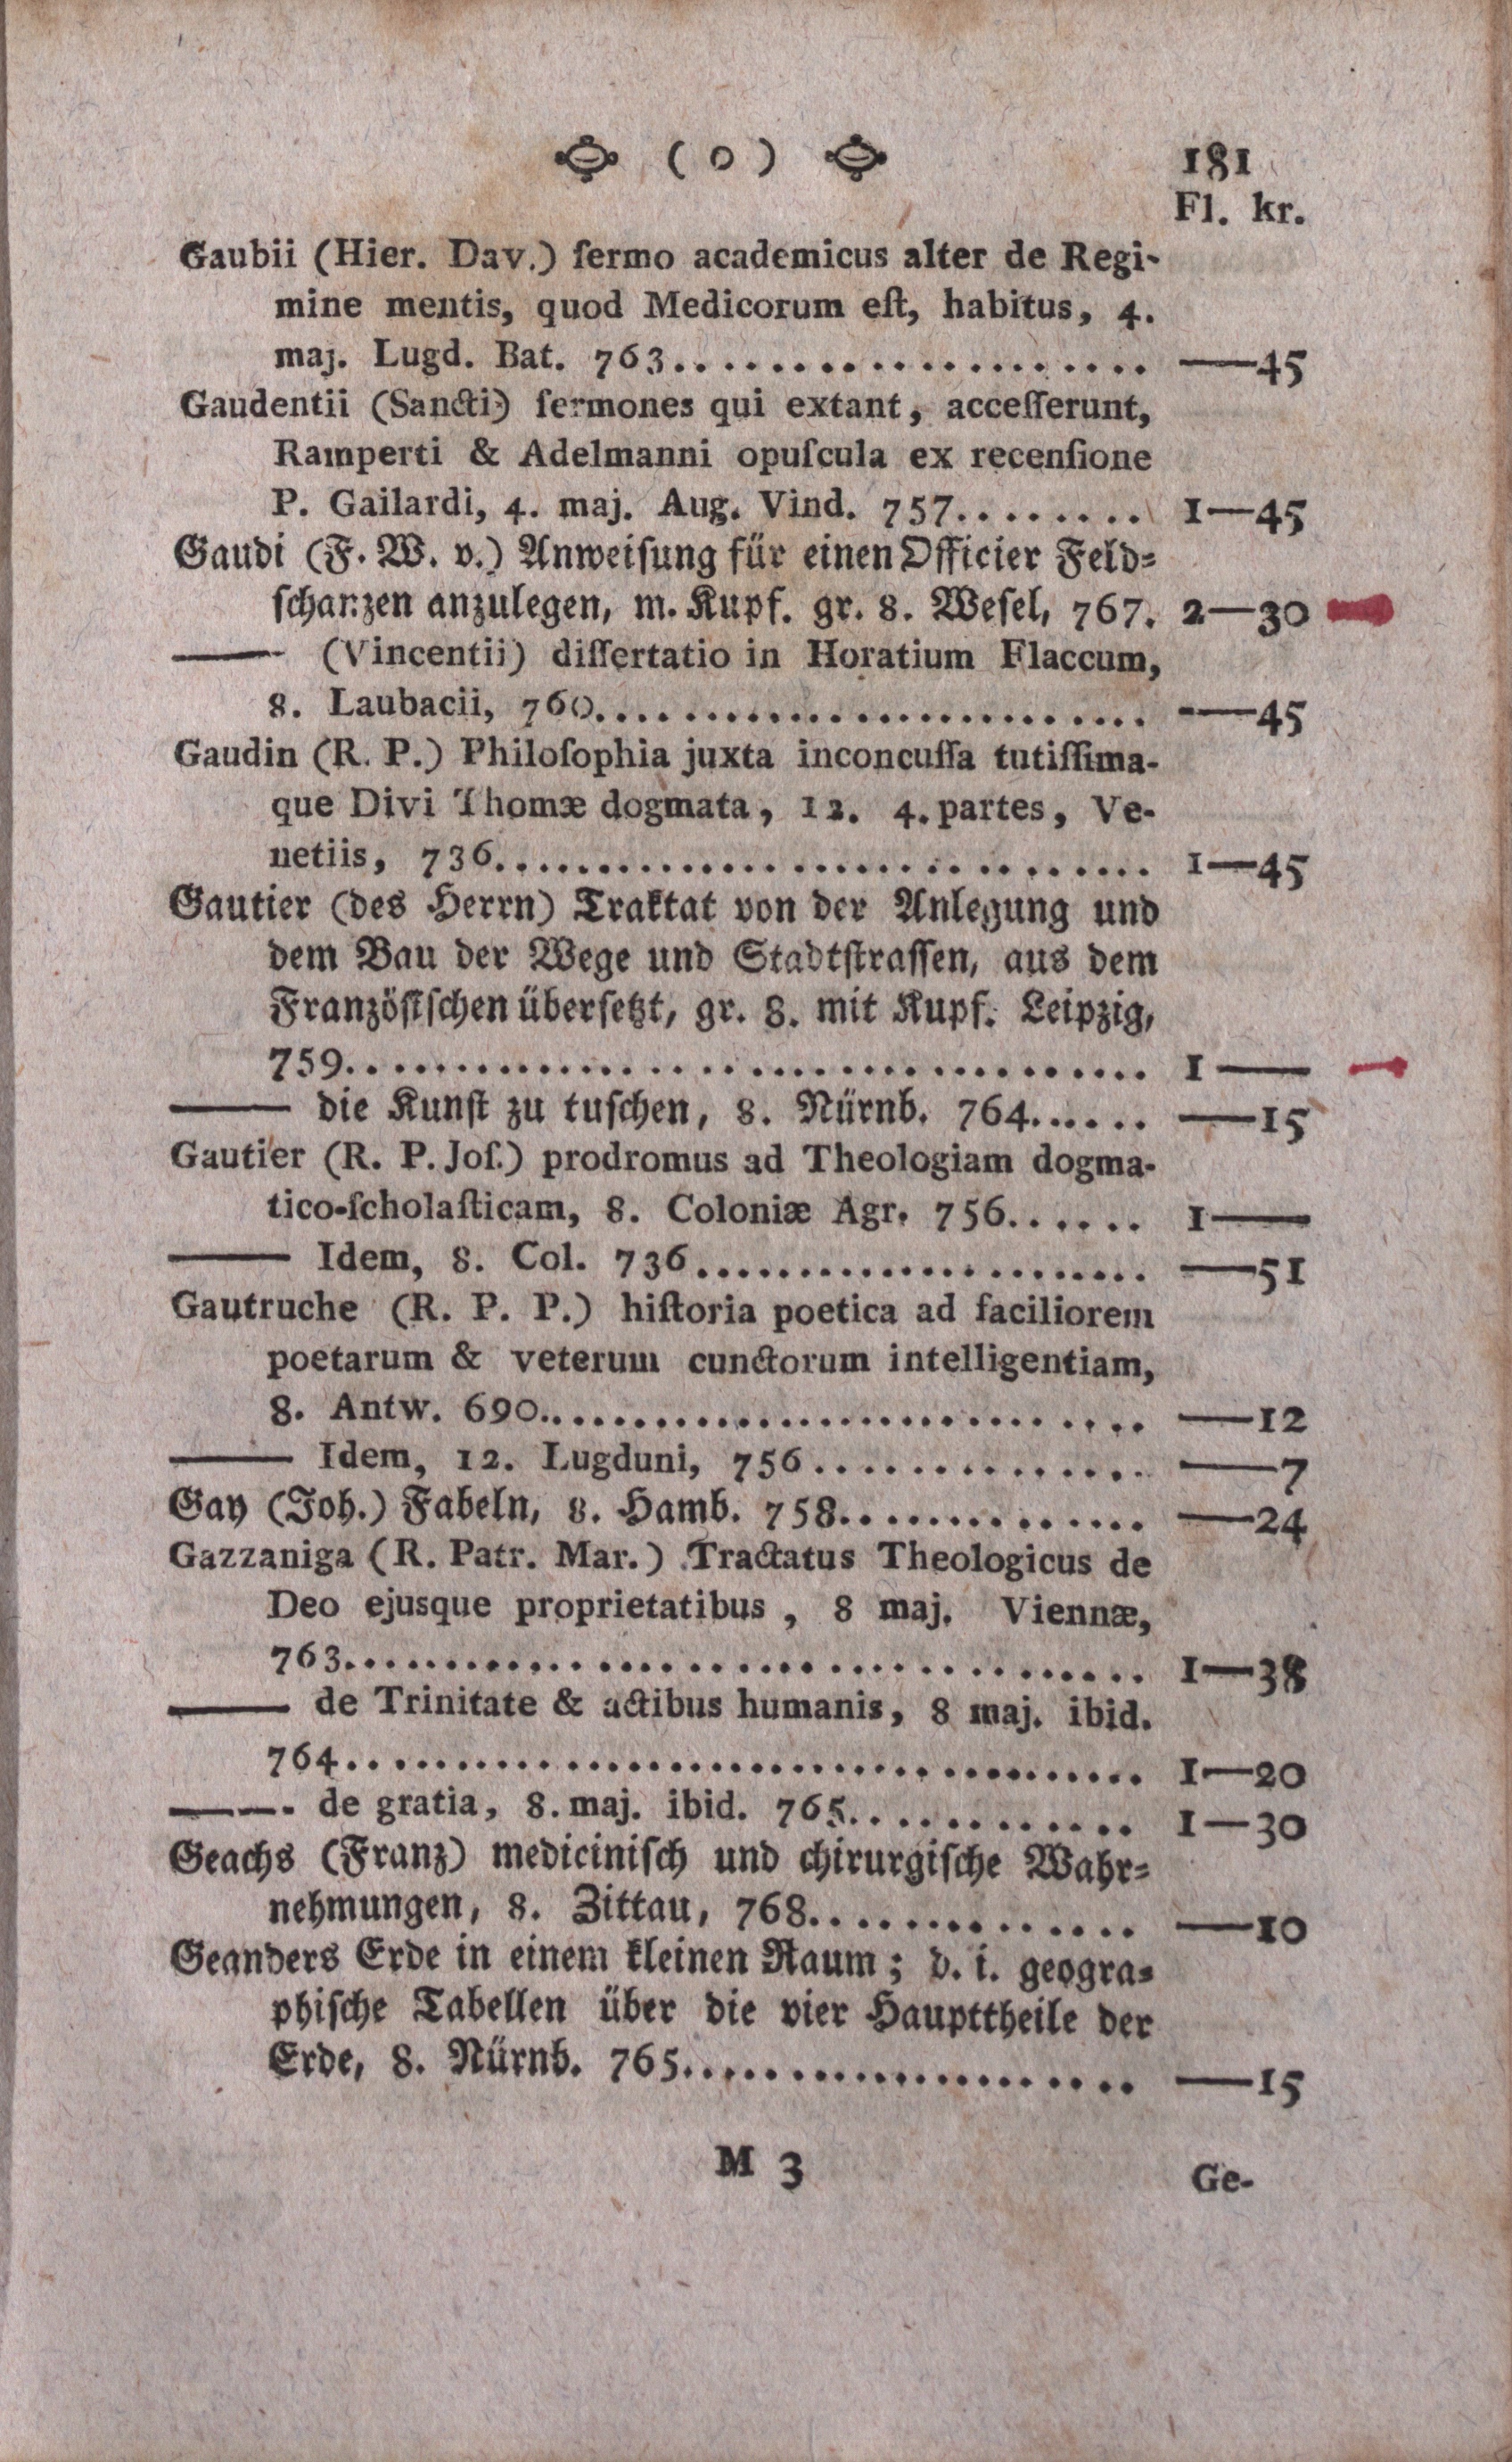 ( o ) 181
Fl. kr.
Gaubii (Hier. Dav.) ſermo academicus alter de Regi-
mine mentis, quod Medicorum eſt, habitus, 4.
maj. Lugd. Bat. 763.................... —45
Gaudentii (Sancti) ſermones qui extant, acceſſerunt,
Ramperti & Adelmanni opuſcula ex recenſione
P. Gailardi, 4. maj. Aug. Vind. 757........ 1—45
Gaudi (F. W. v.) Anweiſung für einen Officier Feld-
ſchanzen anzulegen, m. Kupf. gr. 8. Weſel, 767. 2—30
—— (Vincentii) diſſertatio in Horatium Flaccum,
8. Laubacii, 760........................ —45
Gaudin (R. P.) Philoſophia juxta inconcuſſa tutiſſima-
que Divi Thomæ dogmata, 12. 4. partes, Ve-
netiis, 736............................ 1—45
Gautier (des Herrn) Traktat von der Anlegung und
dem Bau der Wege und Stadtſtraſſen, aus dem
Franzöſiſchen überſetzt, gr. 8. mit Kupf. Leipzig,
759.................................. 1——
—— die Kunſt zu tuſchen, 8. Nürnb. 764...... —15
Gautier (R. P. Joſ.) prodromus ad Theologiam dogma-
tico-ſcholaſticam, 8. Coloniæ Agr. 756...... 1——
—— Idem, 8. Col. 736...................... —51
Gautruche (R. P. P.) hiſtoria poetica ad faciliorem
poetarum & veterum cunctorum intelligentiam,
8. Antw. 690.......................... —12
—— Idem, 12. Lugduni, 756.............. —7
Gay (Joh.) Fabeln, 8. Hamb. 758.............. —24
Gazzaniga (R. Patr. Mar.) Tractatus Theologicus de
Deo ejusque proprietatibus, 8 maj. Viennæ,
763.................................. 1—38
—— de Trinitate & actibus humanis, 8 maj. ibid.
764.................................. 1—20
—— de gratia, 8. maj. ibid. 765............ 1—30
Geachs (Franz) mediciniſch und chirurgiſche Wahr-
nehmungen, 8. Zittau, 768.............. —10
Geanders Erde in einem kleinen Raum; d. i. geogra-
phiſche Tabellen über die vier Haupttheile der
Erde, 8. Nürnb. 765.................... —15
M 3 Ge-